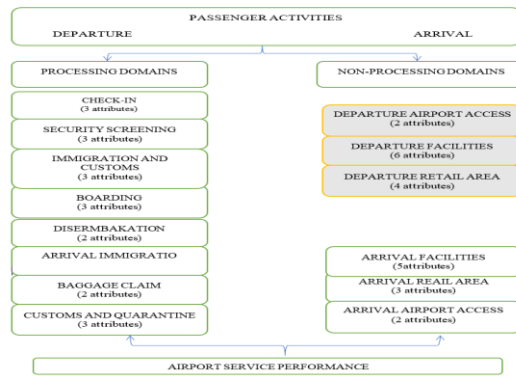 PASSENGER ACTIVITIES
DEPARTURE ARRIVAL
PROCESSING DOMAINS
NON-PROCESSING DOMAINS
CHECK-IN
(3 attributes)
SECURITY SCREENING
(3 attributes)
IMMIGRATION AND
CUSTOMS
(3 attributes)
BOARDING
(3 attributes)
DISERMBAKATION
(2 attributes)
ARRIVAL IMMIGRATIO
BAGGAGE CLAIM
(2 attributes)
CUSTOMS AND QUARANTINE
(3 attributes)
DEPARTURE AIRPORT ACCESS
(2 attributes)
DEPARTURE FACILITIES
(6 attributes)
DEPARTURE RETAIL AREA
(4 attributes)
ARRIVAL FACILITIES
(5attributes)
ARRIVAL REAIL AREA
(3 attributes)
ARRIVAL AIRPORT ACCESS
(2 attributes)
AIRPORT SERVICE PERFORMANCE